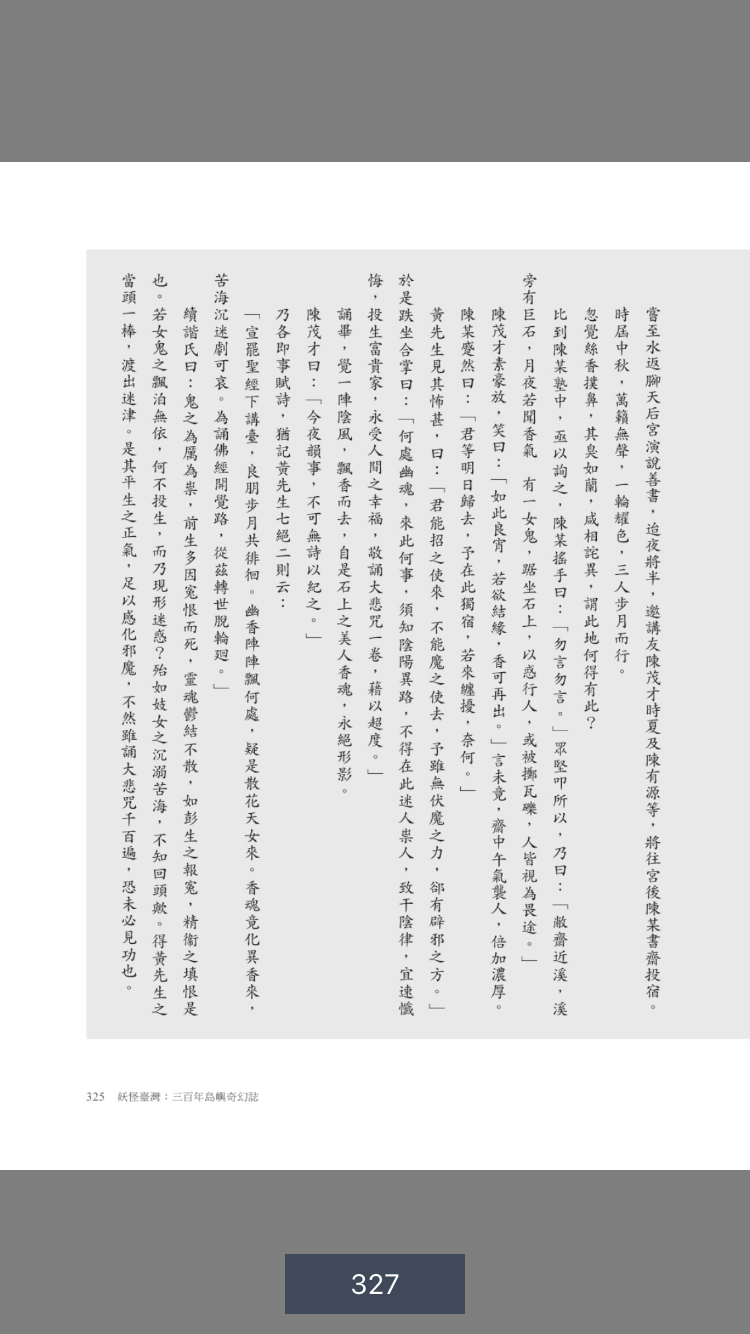 嘗至水返腳天后宮演說善書，迨夜將半，邀講友陳茂才時夏及陳有源等，將往宮後陳某書齋投宿。
時屆中秋，萬籟無聲，一輪耀色，三人步月而行。
忽覺絲香撲鼻，其臭如蘭，咸相詫異，謂此地何得有此？
比到陳某塾中，亟以詢之，陳某搖手曰：「勿言勿言。」眾堅叩所以，乃曰：「敝齋近溪，溪
旁有巨石，月夜若聞香氣　有一女鬼，踞坐石上，以惑行人，或被擲瓦礫，人皆視為畏途。」
陳茂才素豪放，笑曰：「如此良宵，若欲結緣，香可再出。」言未竟，齋中午氣襲人，倍加濃厚。
陳某蹙然曰：「君等明日歸去，予在此獨宿，若來纏擾，奈何。」
黃先生見其怖甚，曰：「君能招之使來，不能魔之使去，予雖無伏魔之力，卻有辟邪之方。」
於是趺坐合掌曰：「何處幽魂，來此何事，須知陰陽異路，不得在此迷人祟人，致干陰律，宜速懺
悔，投生富貴家，永受人間之幸福，敬誦大悲咒一卷，藉以超度。」
誦畢，覺一陣陰風，飄香而去，自是石上之美人香魂，永絕形影。
陳茂才曰：「今夜韻事，不可無詩以紀之。」
乃各即事賦詩，猶記黃先生七絕二則云：
「宣罷聖經下講臺，良朋步月共徘徊。幽香陣陣飄何處，疑是散花天女來。香魂竟化異香來，
苦海沉迷劇可哀。為誦佛經開覺路，從茲轉世脫輪迴。」
續諧氏曰：鬼之為厲為祟，前生多因冤恨而死，靈魂鬱結不散，如彭生之報冤，精衞之填恨是
也。若女鬼之飄泊無依，何不投生，而乃現形迷惑？殆如妓女之沉溺苦海，不知回頭歟。得黃先生之
當頭一棒，渡出迷津。是其平生之正氣，足以感化邪魔，不然雖誦大悲咒千百遍，恐未必見功也。
325　妖怪臺灣：三百年島嶼奇幻誌
327